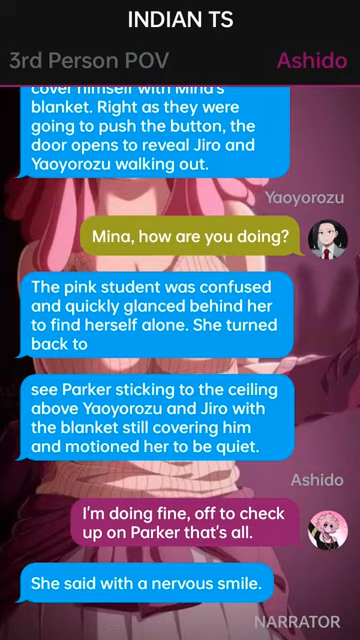 INDIAN TS
3rd Person POV
Ashido
cover himself with Mina's
blanket. Right as they were
going to push the button, the
door opens to reveal Jiro and
Yaoyorozu walking out.
Yaoyorozu
Mina, how are you doing?
The pink student was confused
and quickly glanced behind her
to find herself alone. She turned
back to
see Parker sticking to the ceiling
above Yaoyorozu and Jiro with
the blanket still covering him
and motioned her to be quiet.
Ashido
I'm doing fine, off to check
up on Parker that's all.
She said with a nervous smile.
NARRATOR